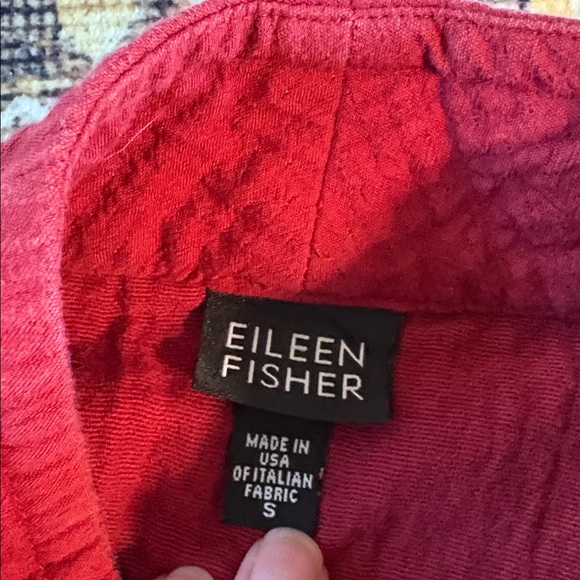 EILEEN
FISHER
MADE IN
USA
OF ITALIAN
FABRIC
S